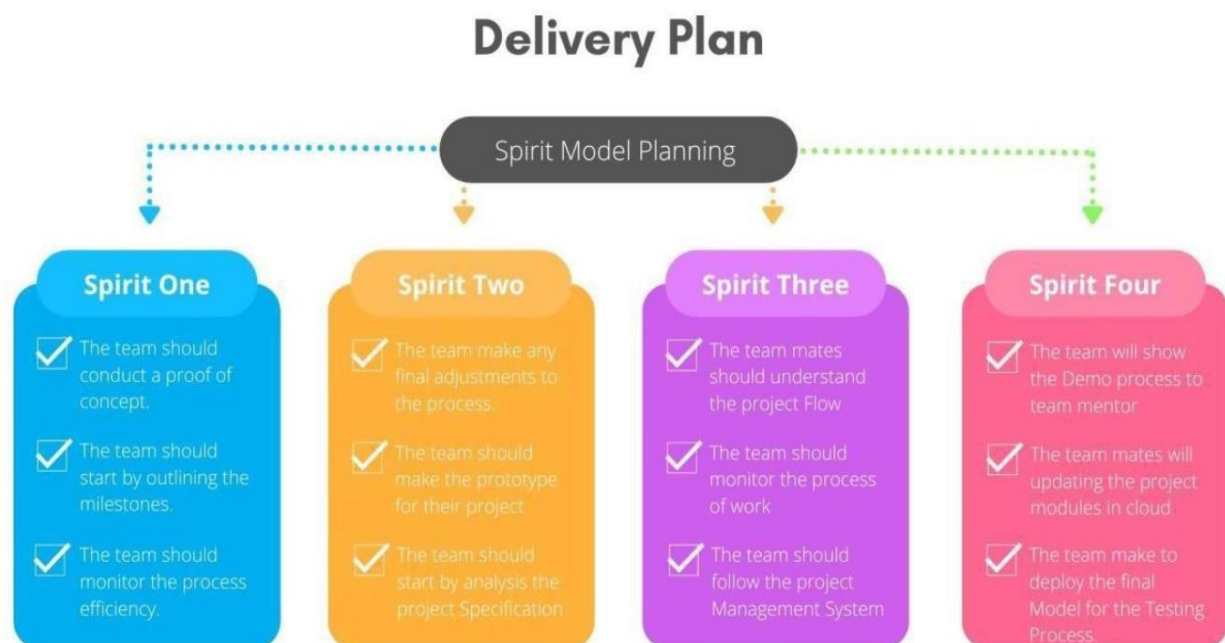 Delivery Plan
Spirit Model Planning
Spirit One
The team should
conduct a proof of
concept.
The team should
start by outlining the
milestones.
The team should
monitor the process
efficiency.
Spirit Two
The team make any
final adjustments to
the process.
The team should
make the prototype
for their project
The team should
start by analysis the
project Specification
Spirit Three
The team mates
should understand
the project Flow
The team should
monitor the process
of work
The team should
follow the project
Management System
Spirit Four
The team will show
the Demo process to
team mentor
The team mates will
updating the project
modules in cloud
The team make to
deploy the final
Model for the Testing
Process.